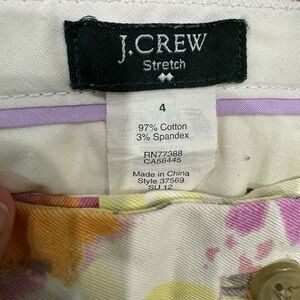 J.CREW
Stretch
4
97% Cotton
3% Spandex
RN77388
CA56445
Made in China
Style 37569
SU 12